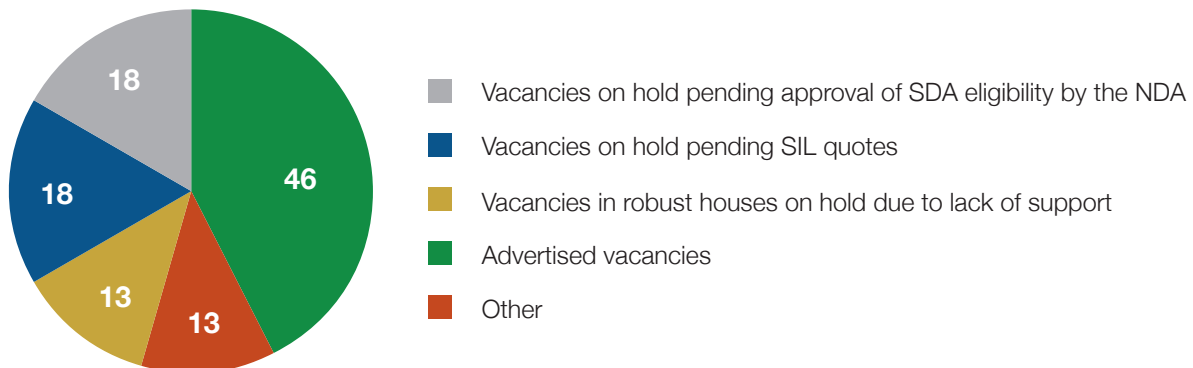 18
46
18
13
13
Vacancies on hold pending approval of SDA eligibility by the NDA
Vacancies on hold pending SIL quotes
Vacancies in robust houses on hold due to lack of support
Advertised vacancies
Other